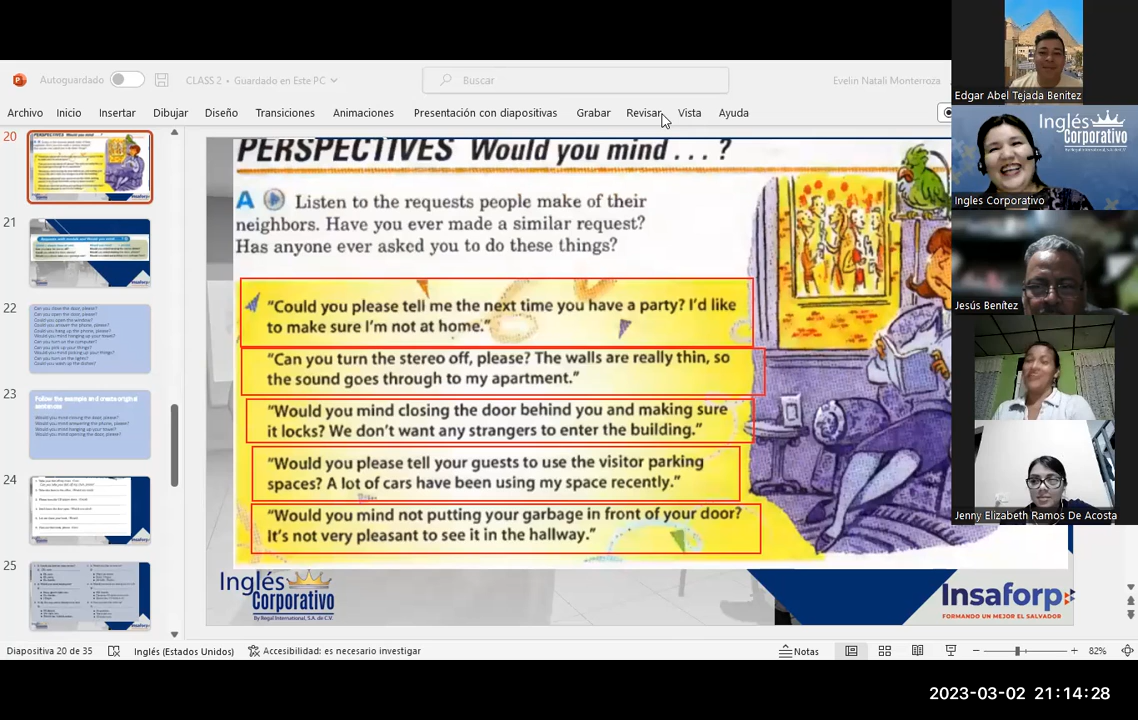 Autoguardado
CLASS 2 • Guardado en Este PC
Buscar
Evelin Natali Monterroza
Archivo Inicio Insertar Dibujar Diseño Transiciones Animaciones Presentación con diapositivas Grabar Revisar Vista Ayuda
20
21
22
23
24
25
PERSPECTIVES Would you mind . . . ?
A Listen to the requests people make of their
neighbors. Have you ever made a similar request?
Has anyone ever asked you to do these things?
"Could you please tell me the next time you have a party? I'd like
to make sure I'm not at home."
"Can you turn the stereo off, please? The walls are really thin, so
the sound goes through to my apartment."
"Would you mind closing the door behind you and making sure
it locks? We don't want any strangers to enter the building."
"Would you please tell your guests to use the visitor parking
spaces? A lot of cars have been using my space recently."
"Would you mind not putting your garbage in front of your door?
It's not very pleasant to see it in the hallway."
Inglés
Corporativo
By Regal International, S.A. de C.V.
Insaforp
FORMANDO UN MEJOR EL SALVADOR
Edgar Abel Tejada Benitez
Inglés
Corporativo
Ingles Corporativo
Jesús Benítez
Jenny Elizabeth Ramos De Acosta
Diapositiva 20 de 35
Inglés (Estados Unidos)
Accesibilidad: es necesario investigar
Notas
82%
2023-03-02 21:14:28